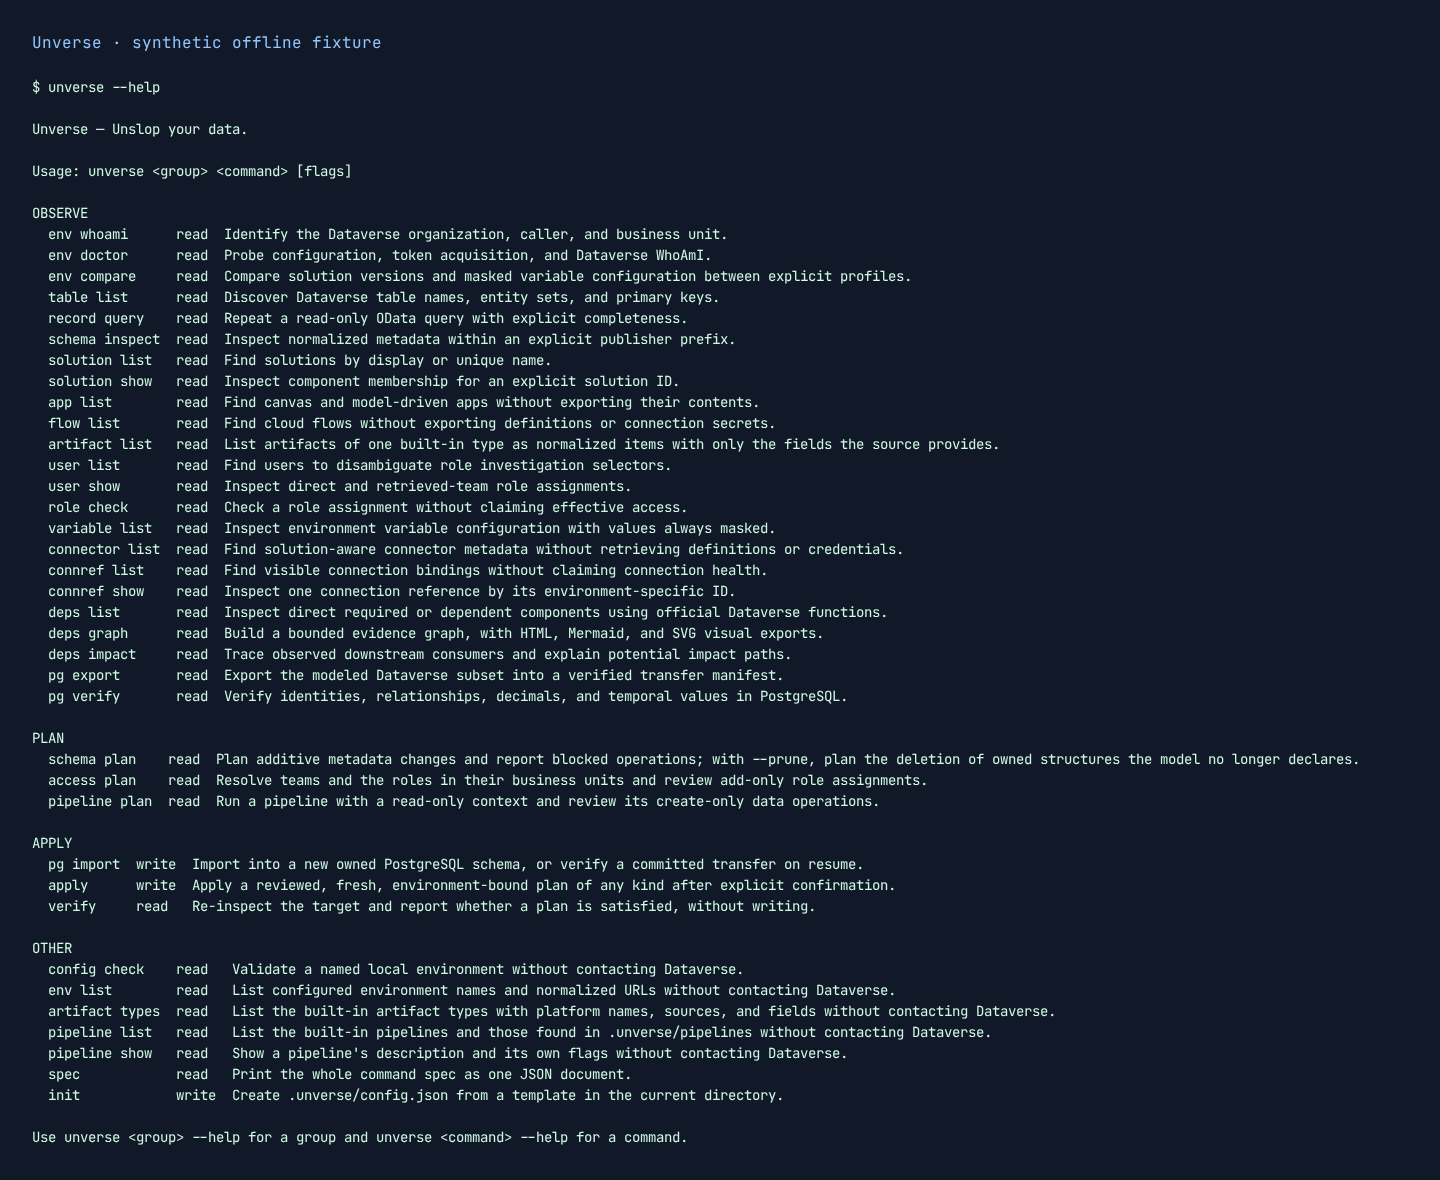 Unverse · synthetic offline fixture
$ unverse --help
Unverse — Unslop your data.
Usage: unverse <group> <command> [flags]
OBSERVE
env whoami read Identify the Dataverse organization, caller, and business unit.
env doctor read Probe configuration, token acquisition, and Dataverse WhoAmI.
env compare read Compare solution versions and masked variable configuration between explicit profiles.
table list read Discover Dataverse table names, entity sets, and primary keys.
record query read Repeat a read-only OData query with explicit completeness.
schema inspect read Inspect normalized metadata within an explicit publisher prefix.
solution list read Find solutions by display or unique name.
solution show read Inspect component membership for an explicit solution ID.
app list read Find canvas and model-driven apps without exporting their contents.
flow list read Find cloud flows without exporting definitions or connection secrets.
artifact list read List artifacts of one built-in type as normalized items with only the fields the source provides.
user list read Find users to disambiguate role investigation selectors.
user show read Inspect direct and retrieved-team role assignments.
role check read Check a role assignment without claiming effective access.
variable list read Inspect environment variable configuration with values always masked.
connector list read Find solution-aware connector metadata without retrieving definitions or credentials.
connref list read Find visible connection bindings without claiming connection health.
connref show read Inspect one connection reference by its environment-specific ID.
deps list read Inspect direct required or dependent components using official Dataverse functions.
deps graph read Build a bounded evidence graph, with HTML, Mermaid, and SVG visual exports.
deps impact read Trace observed downstream consumers and explain potential impact paths.
pg export read Export the modeled Dataverse subset into a verified transfer manifest.
pg verify read Verify identities, relationships, decimals, and temporal values in PostgreSQL.
PLAN
schema plan read Plan additive metadata changes and report blocked operations; with --prune, plan the deletion of owned structures the model no longer declares.
access plan read Resolve teams and the roles in their business units and review add-only role assignments.
pipeline plan read Run a pipeline with a read-only context and review its create-only data operations.
APPLY
pg import write Import into a new owned PostgreSQL schema, or verify a committed transfer on resume.
apply write Apply a reviewed, fresh, environment-bound plan of any kind after explicit confirmation.
verify read Re-inspect the target and report whether a plan is satisfied, without writing.
OTHER
config check read Validate a named local environment without contacting Dataverse.
env list read List configured environment names and normalized URLs without contacting Dataverse.
artifact types read List the built-in artifact types with platform names, sources, and fields without contacting Dataverse.
pipeline list read List the built-in pipelines and those found in .unverse/pipelines without contacting Dataverse.
pipeline show read Show a pipeline's description and its own flags without contacting Dataverse.
spec read Print the whole command spec as one JSON document.
init write Create .unverse/config.json from a template in the current directory.
Use unverse <group> --help for a group and unverse <command> --help for a command.